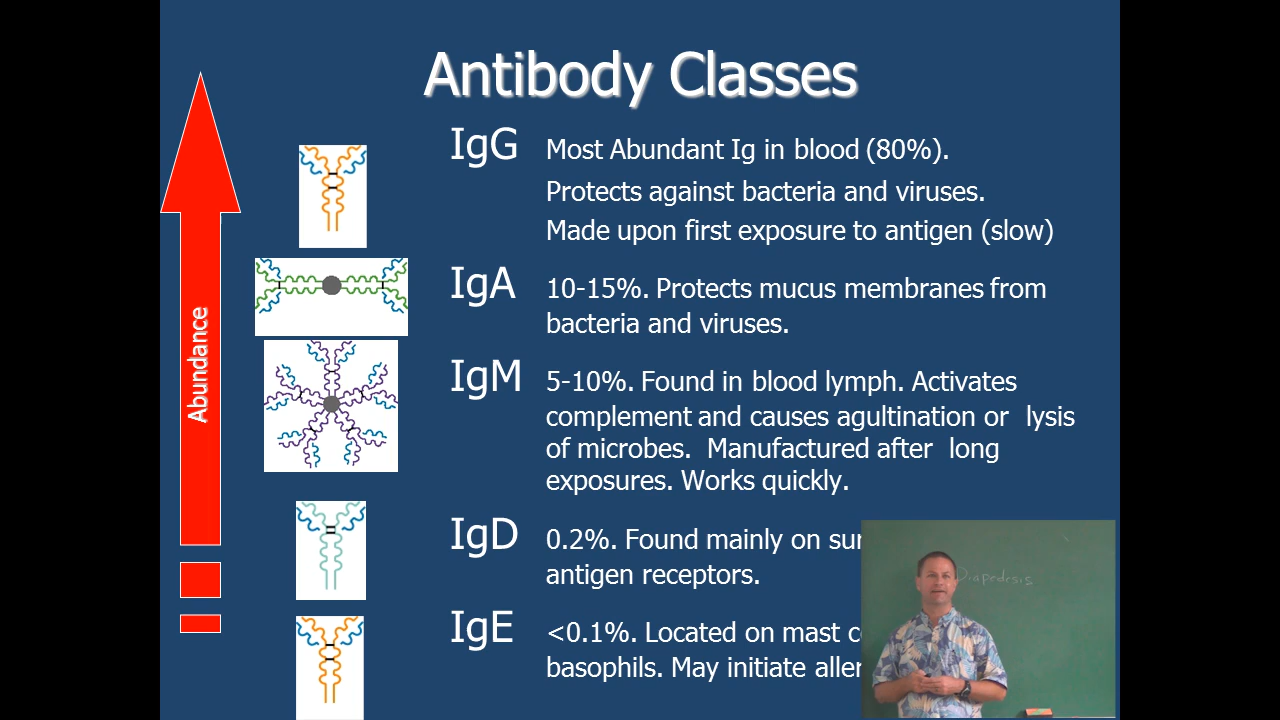 Antibody Classes
IgG Most Abundant Ig in blood (80%).
Protects against bacteria and viruses.
Made upon first exposure to antigen (slow)
IgA 10-15%. Protects mucus membranes from
bacteria and viruses.
IgM 5-10%. Found in blood lymph. Activates
complement and causes agultination or lysis
of microbes. Manufactured after long
exposures. Works quickly.
IgD 0.2%. Found mainly on
antigen receptors.
IgE <0.1%. Located on mast
basophils. May initiate
Abundance
Diapedesis